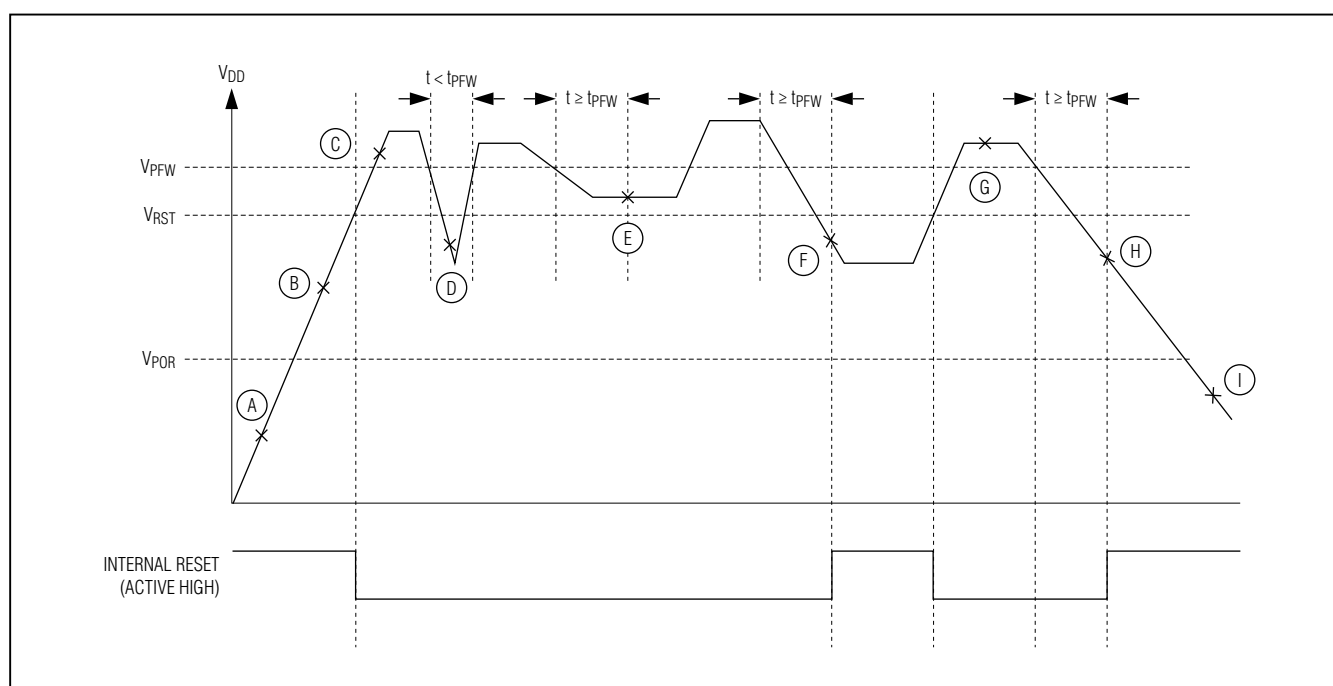 VDD
t < tPFW
t ≥ tPFW
t ≥ tPFW
t ≥ tPFW
C
VPFW
G
VRST
E
F
H
B
D
VPOR
I
A
INTERNAL RESET
(ACTIVE HIGH)